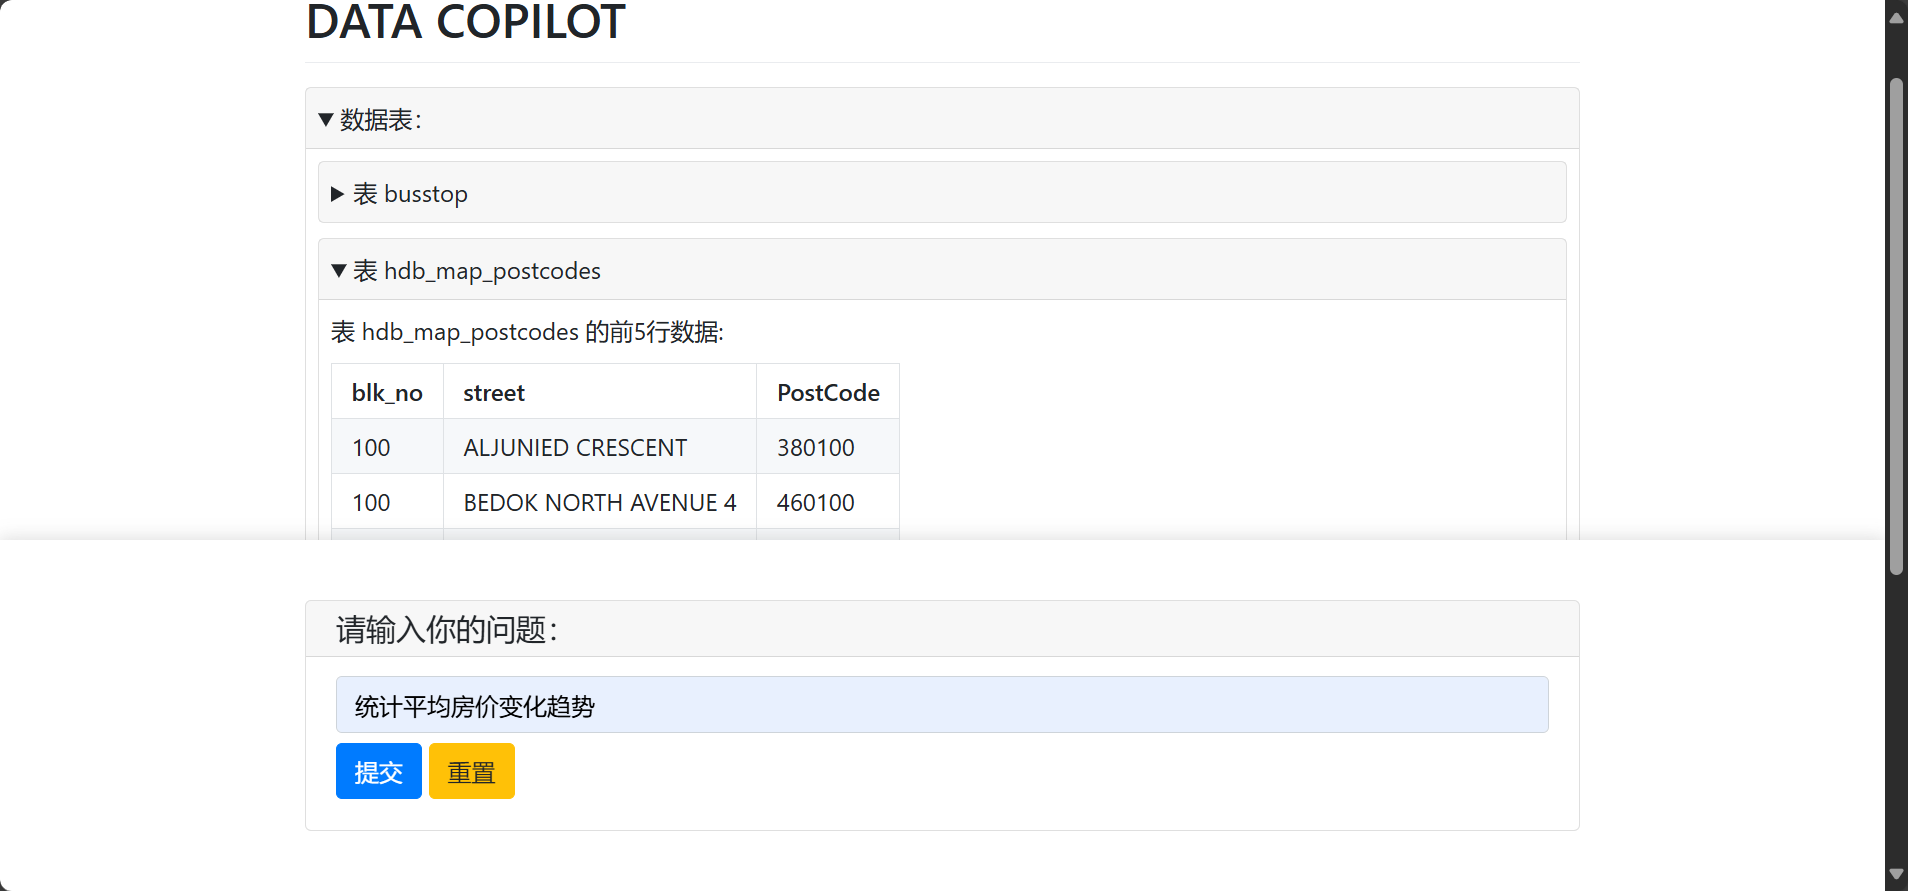 DATA COPILOT
数据表：
表 busstop
表 hdb_map_postcodes
表 hdb_map_postcodes 的前5行数据:
blk_no street PostCode
100 ALJUNIED CRESCENT 380100
100 BEDOK NORTH AVENUE 4 460100
请输入你的问题：
统计平均房价变化趋势
提交 重置